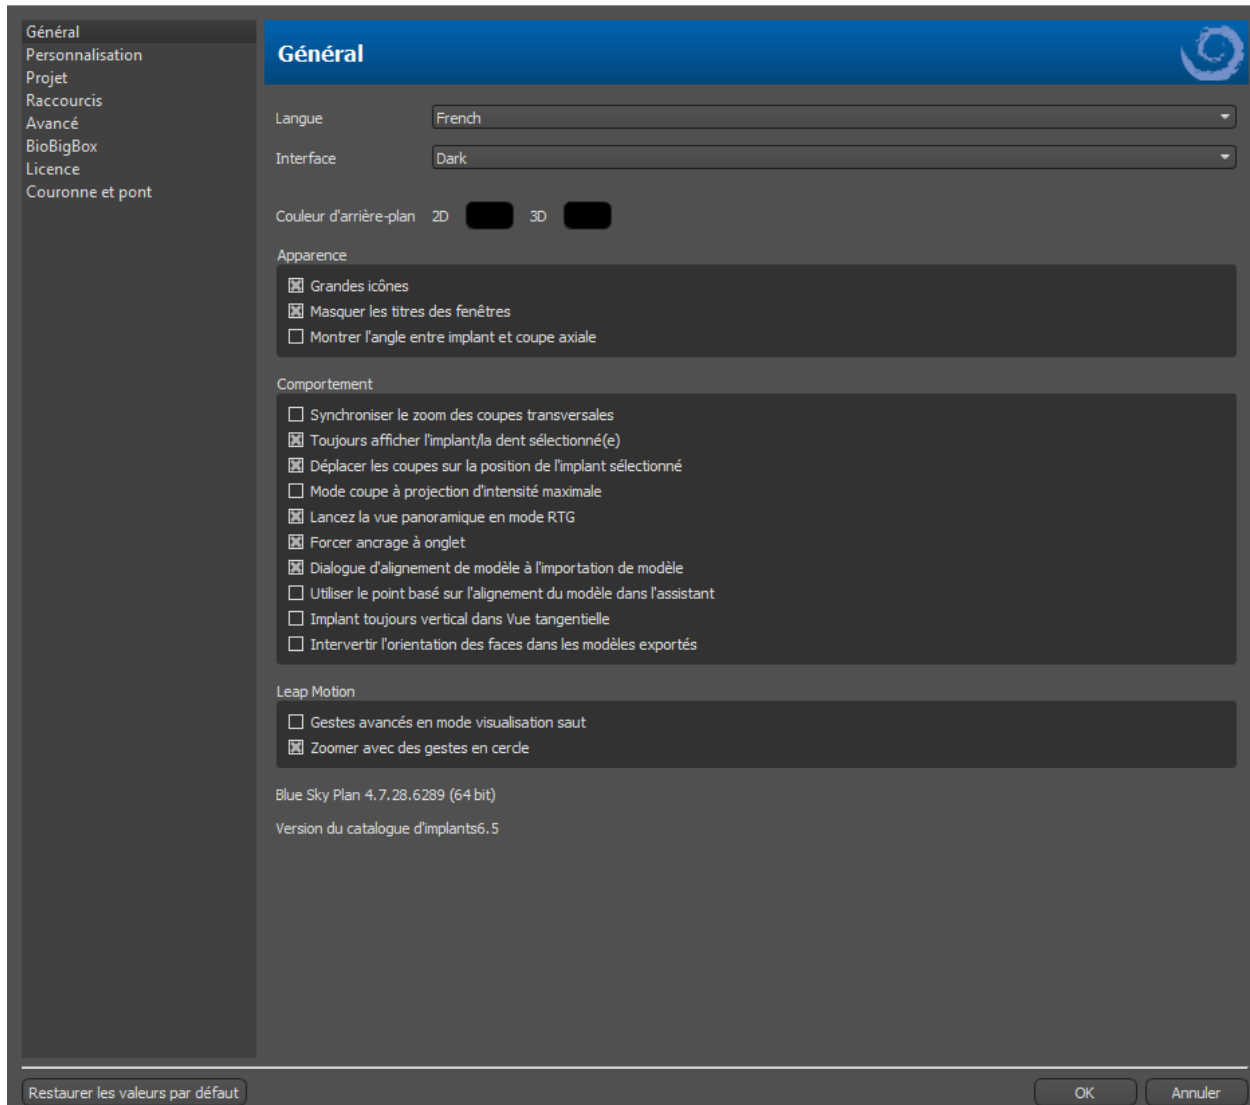 Général
Personnalisation
Projet
Raccourcis
Avancé
BioBigBox
Licence
Couronne et pont
Général
Langue French
Interface Dark
Couleur d'arrière-plan 2D 3D
Apparence
Grandes icônes
Masquer les titres des fenêtres
Montrer l'angle entre implant et coupe axiale
Comportement
Synchroniser le zoom des coupes transversales
Toujours afficher l'implant/la dent sélectionné(e)
Déplacer les coupes sur la position de l'implant sélectionné
Mode coupe à projection d'intensité maximale
Lancez la vue panoramique en mode RTG
Forcer ancrage à onglet
Dialogue d'alignement de modèle à l'importation de modèle
Utiliser le point basé sur l'alignement du modèle dans l'assistant
Implant toujours vertical dans Vue tangentielle
Intervertir l'orientation des faces dans les modèles exportés
Leap Motion
Gestes avancés en mode visualisation saut
Zoomer avec des gestes en cercle
Blue Sky Plan 4.7.28.6289 (64 bit)
Version du catalogue d'implants6.5
Restaurer les valeurs par défaut OK Annuler